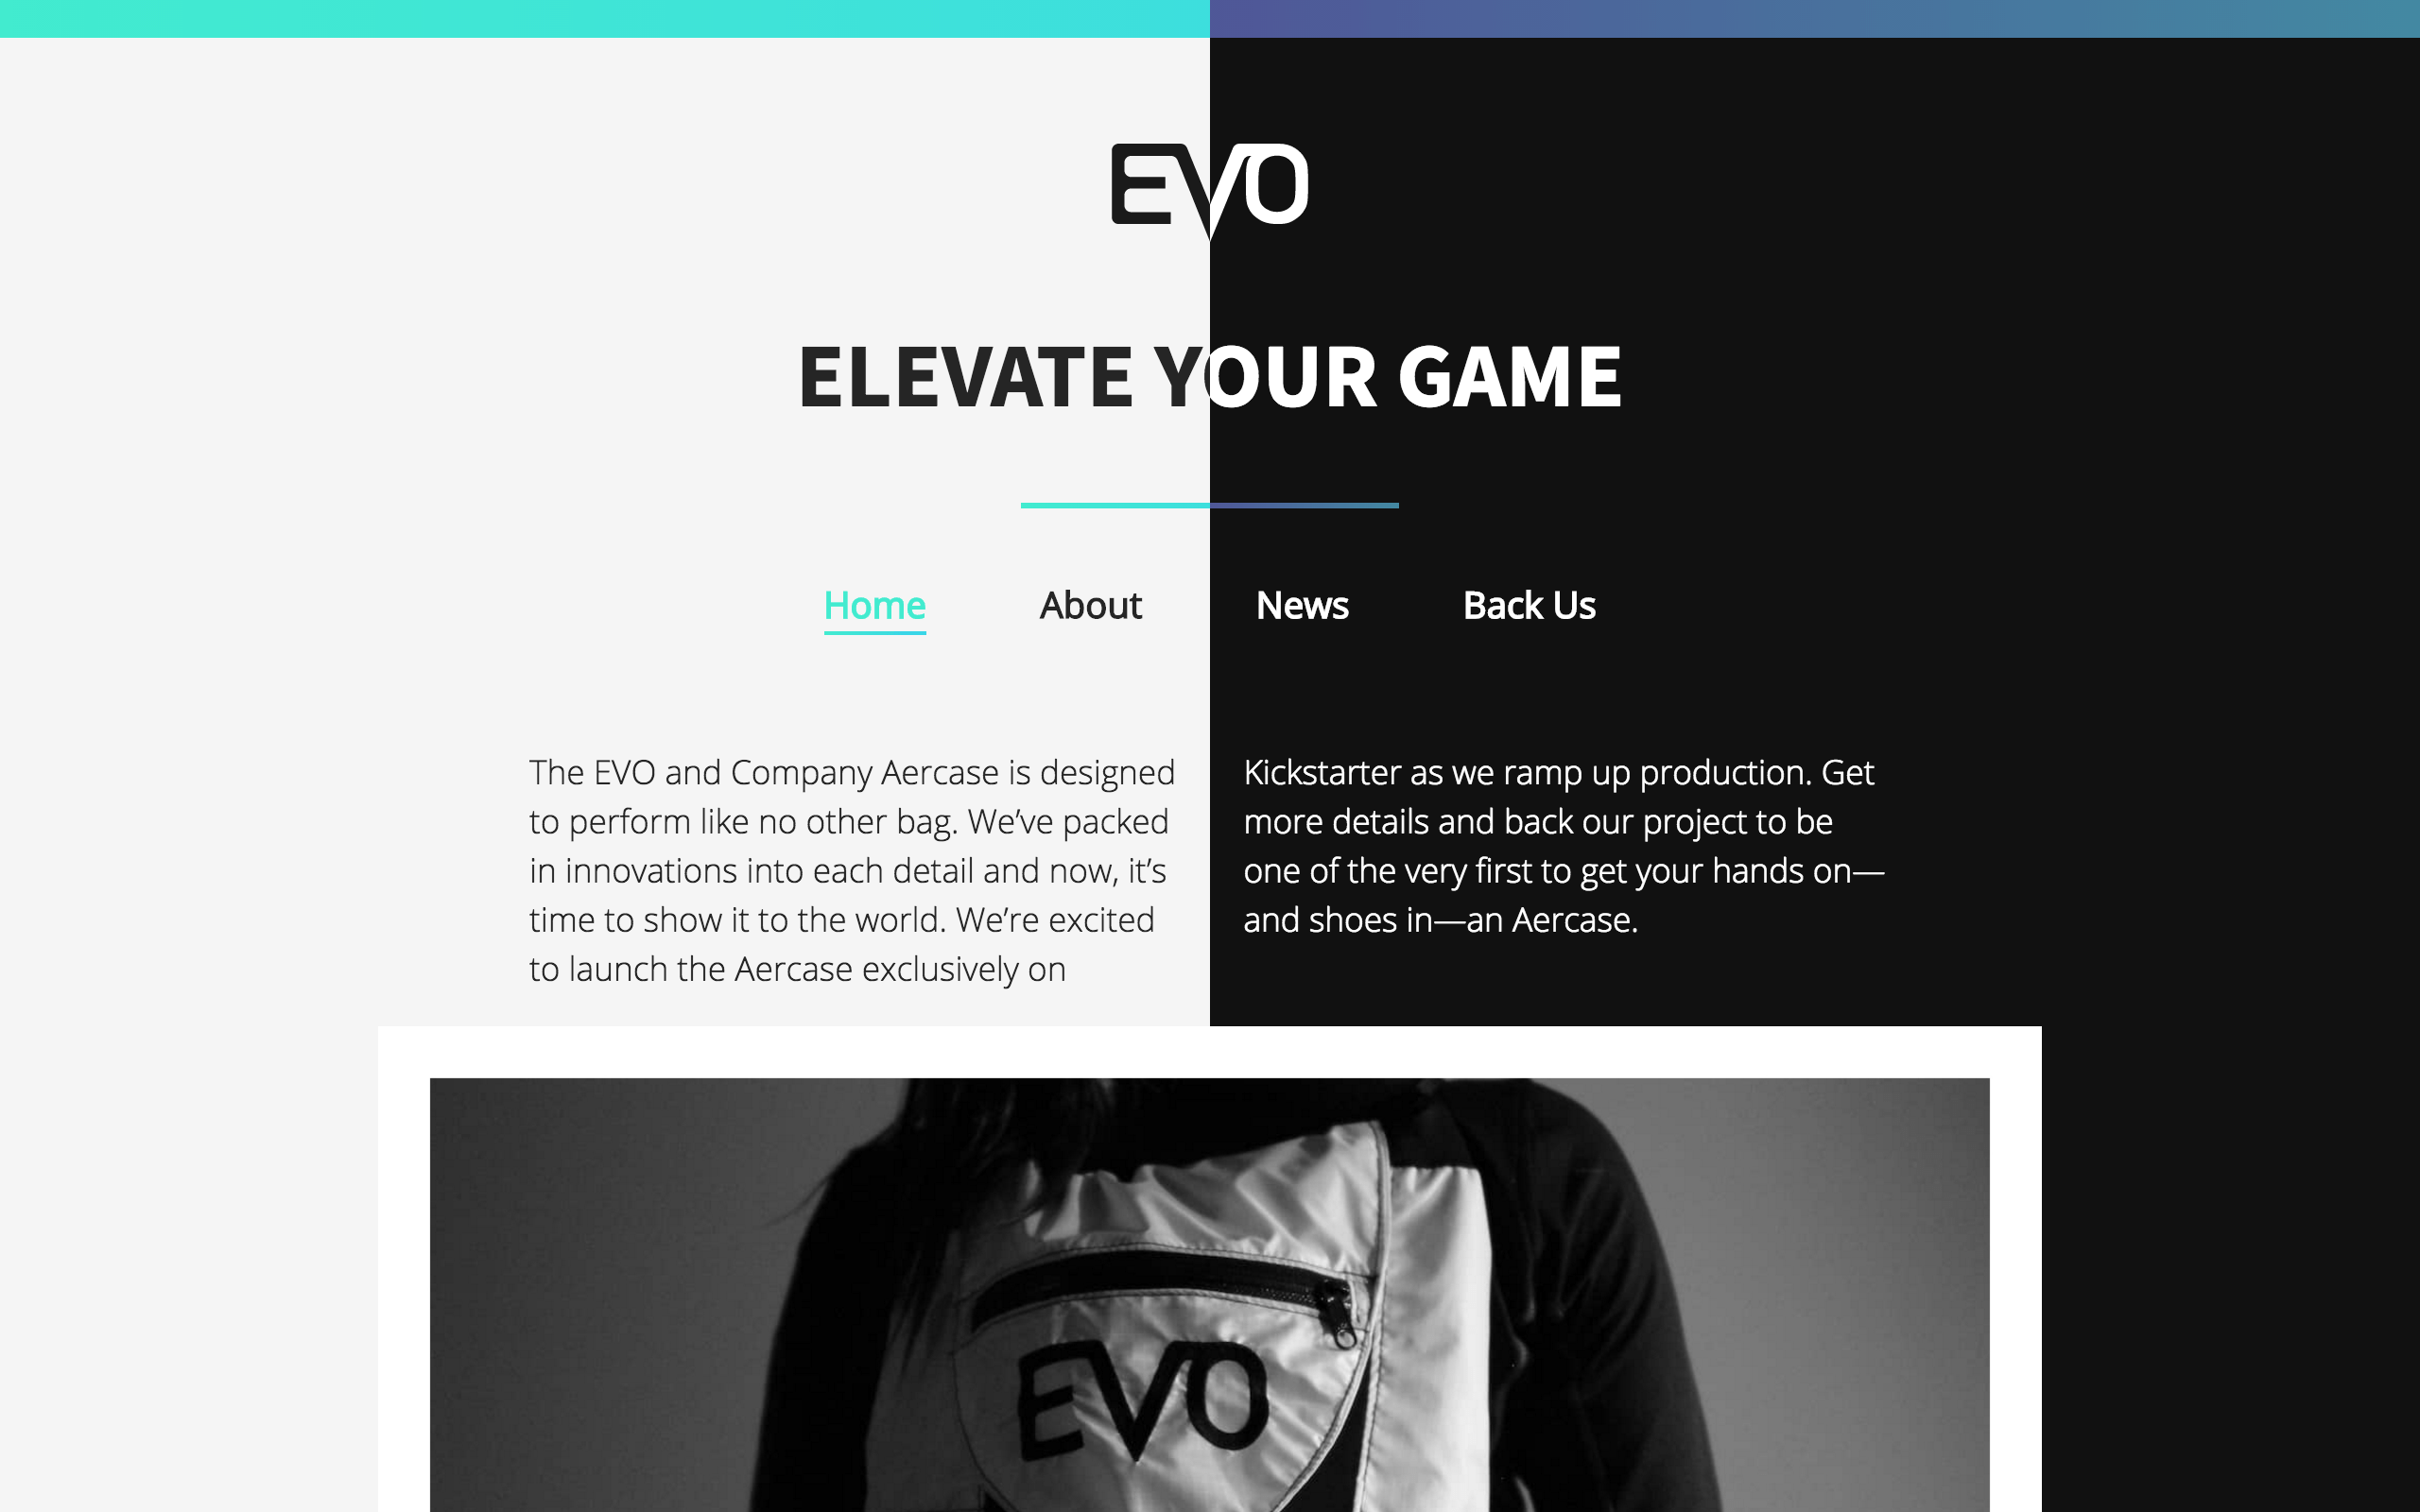 EVO
ELEVATE YOUR GAME
Home About News Back Us
The EVO and Company Aercase is designed
to perform like no other bag. We’ve packed
in innovations into each detail and now, it’s
time to show it to the world. We’re excited
to launch the Aercase exclusively on
Kickstarter as we ramp up production. Get
more details and back our project to be
one of the very first to get your hands on—
and shoes in—an Aercase.
EVO